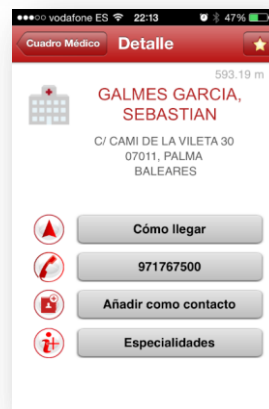 vodafone ES 22:13 47%
Cuadro Médico Detalle
593.19 m
GALMES GARCIA,
SEBASTIAN
C/ CAMI DE LA VILETA 30
07011, PALMA
BALEARES
Cómo llegar
971767500
Añadir como contacto
Especialidades